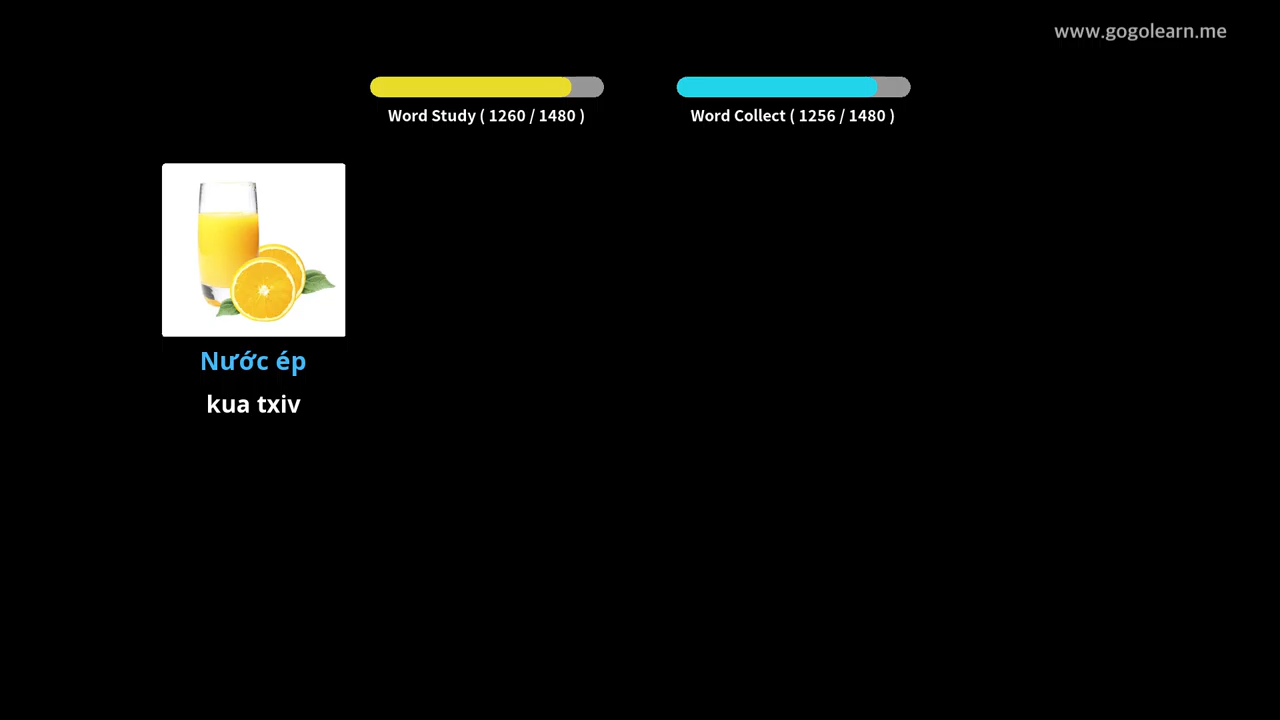 www.gogolearn.me
Word Study ( 1260 / 1480 )
Word Collect ( 1256 / 1480 )
Nước ép
kua txiv